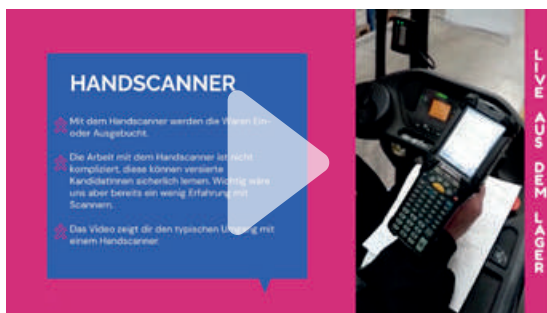 HANDSCANNER
Mit dem Handscanner werden die Waren Ein-
oder Ausgebucht.
Die Arbeit mit dem Handscanner ist nicht
kompliziert, diese können versierte
Kandidatinnen sicherlich lernen. Wichtig wäre
uns aber bereits ein wenig Erfahrung mit
Scannern.
Das Video zeigt dir den typischen Umgang mit
einem Handscanner.
LIVE AUS DEM LAGER